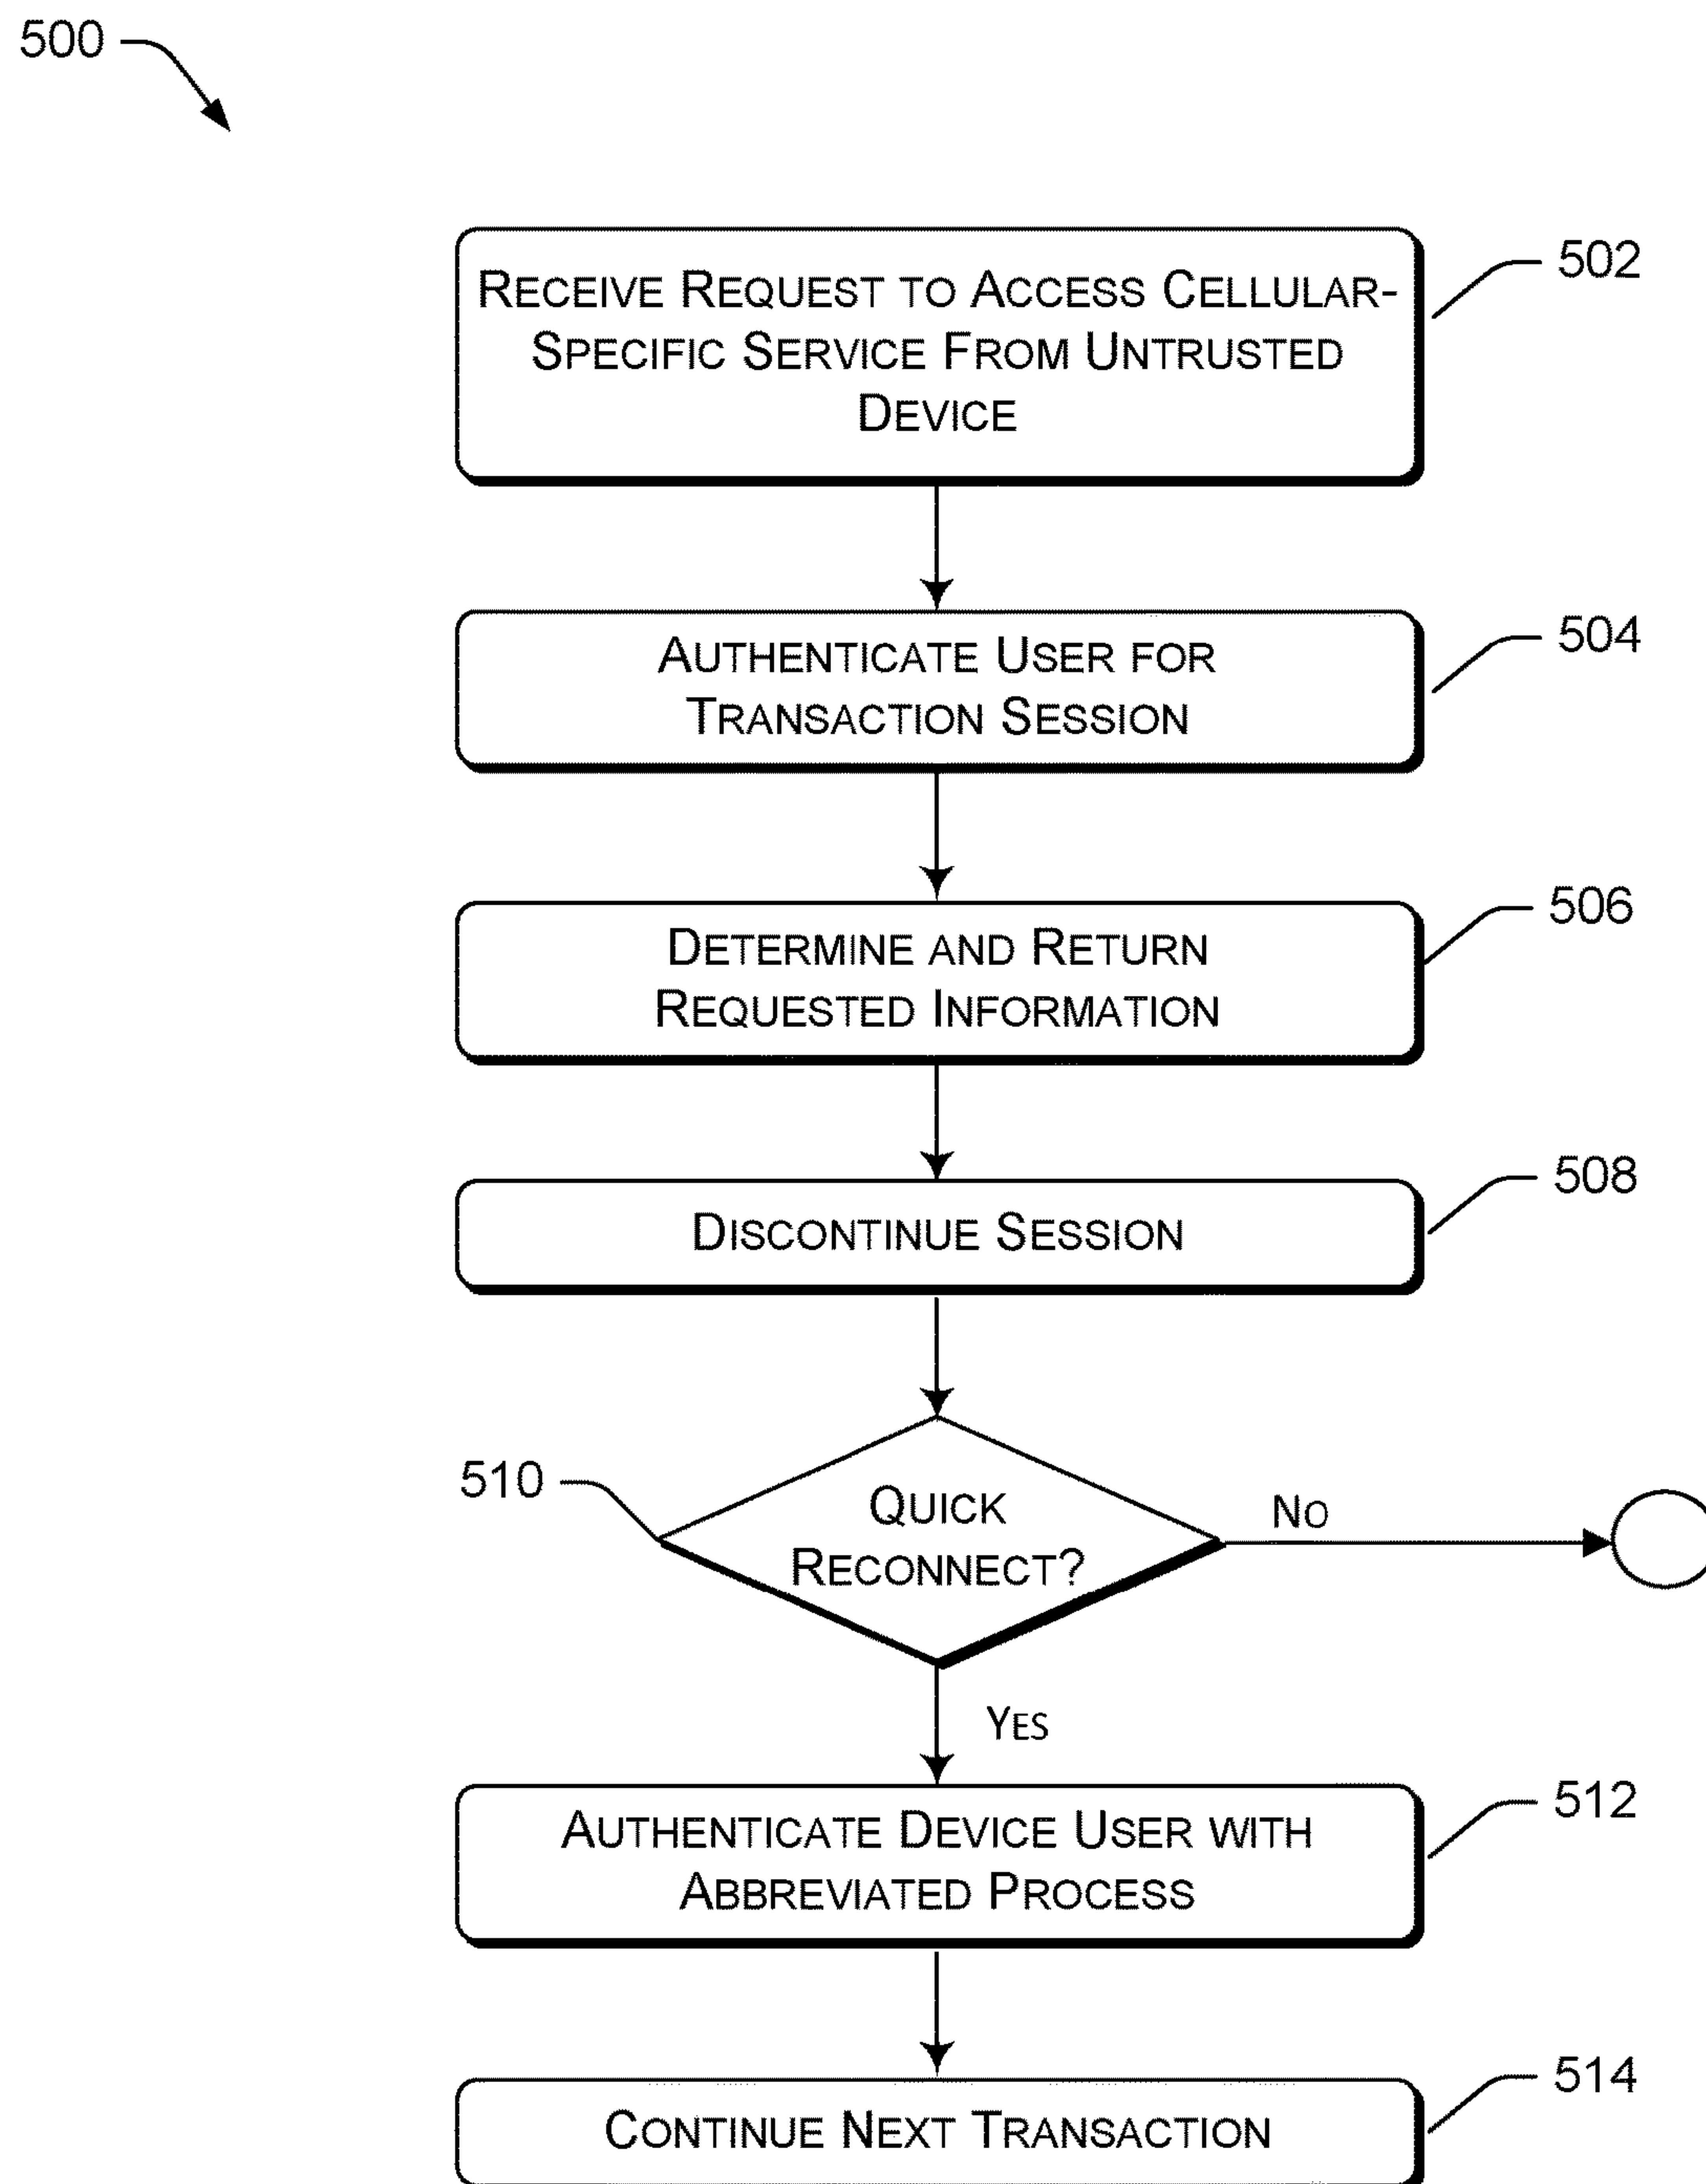 500
RECEIVE REQUEST TO ACCESS CELLULAR-
SPECIFIC SERVICE FROM UNTRUSTED
DEVICE
502
AUTHENTICATE USER FOR
TRANSACTION SESSION
504
DETERMINE AND RETURN
REQUESTED INFORMATION
506
DISCONTINUE SESSION
508
510
QUICK
RECONNECT?
NO
YES
AUTHENTICATE DEVICE USER WITH
ABBREVIATED PROCESS
512
CONTINUE NEXT TRANSACTION
514